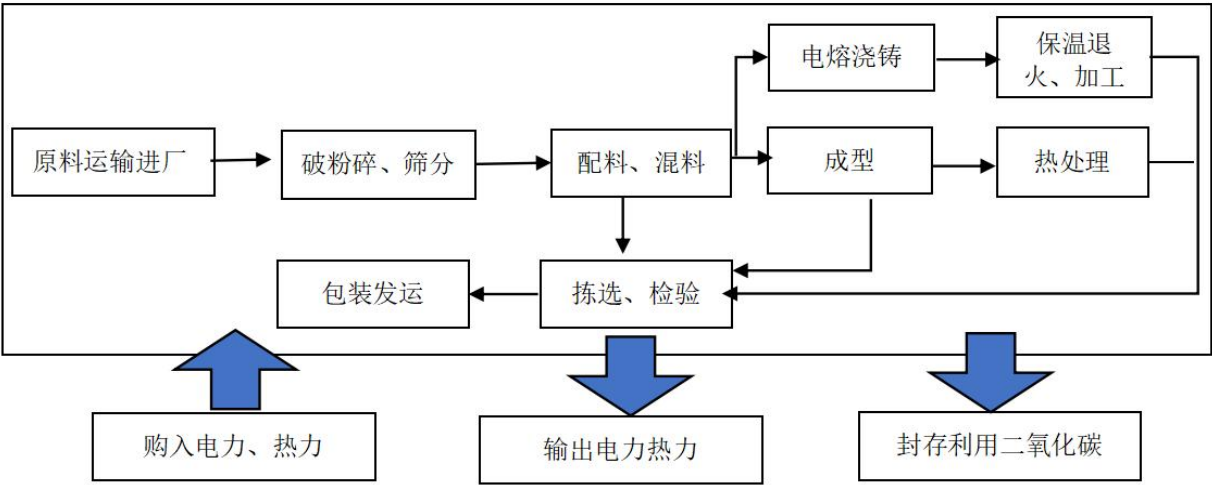 电熔浇铸
保温退
火、加工
原料运输进厂
破粉碎、筛分
配料、混料
成型
热处理
包装发运
拣选、检验
购入电力、热力
输出电力热力
封存利用二氧化碳